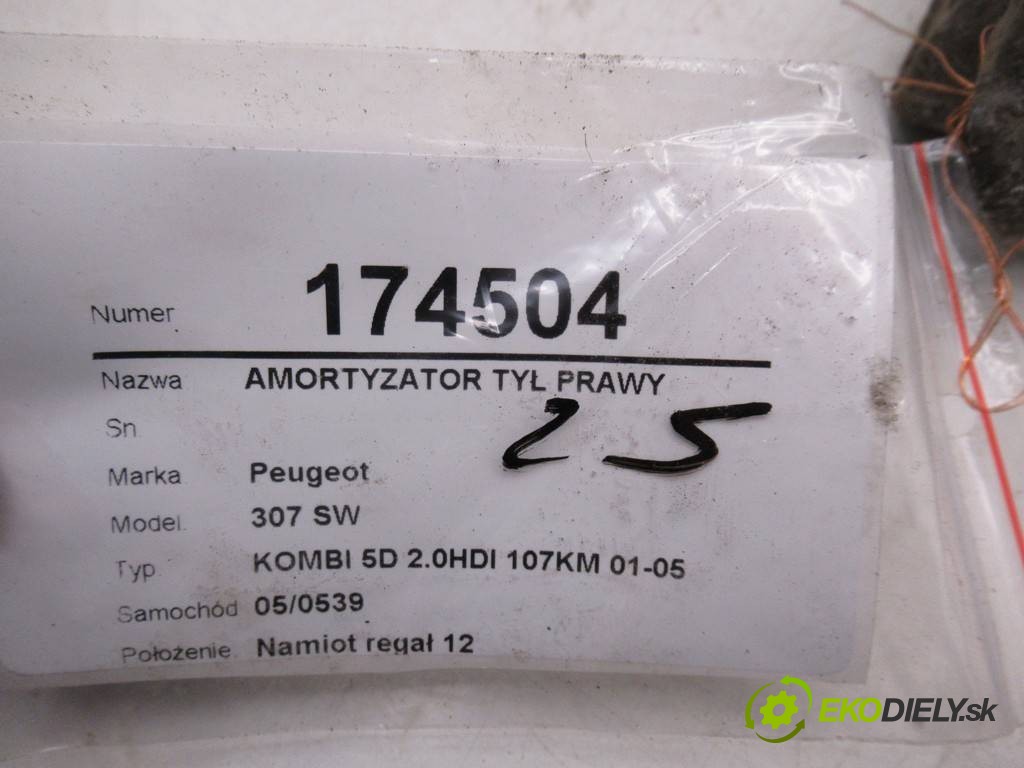 Numer 174504
Nazwa AMORTYZATOR TYŁ PRAWY
25
Sn
Marka Peugeot
Model 307 SW
Typ KOMBI 5D 2.0HDI 107KM 01-05
Samochód 05/0539
Położenie Namiot regał 12
EKODIELY.sk